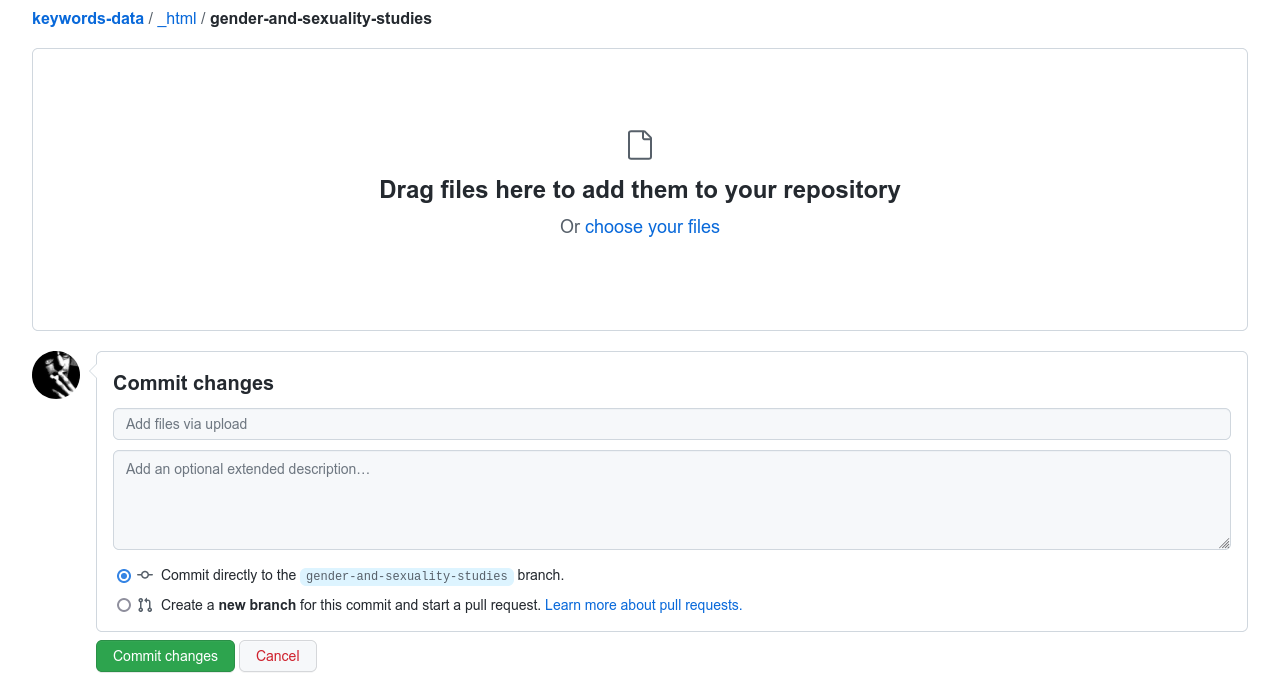 keywords-data / _html / gender-and-sexuality-studies
Drag files here to add them to your repository
Or choose your files
Commit changes
Add files via upload
Add an optional extended description…
Commit directly to the gender-and-sexuality-studies branch.
Create a new branch for this commit and start a pull request. Learn more about pull requests.
Commit changes Cancel